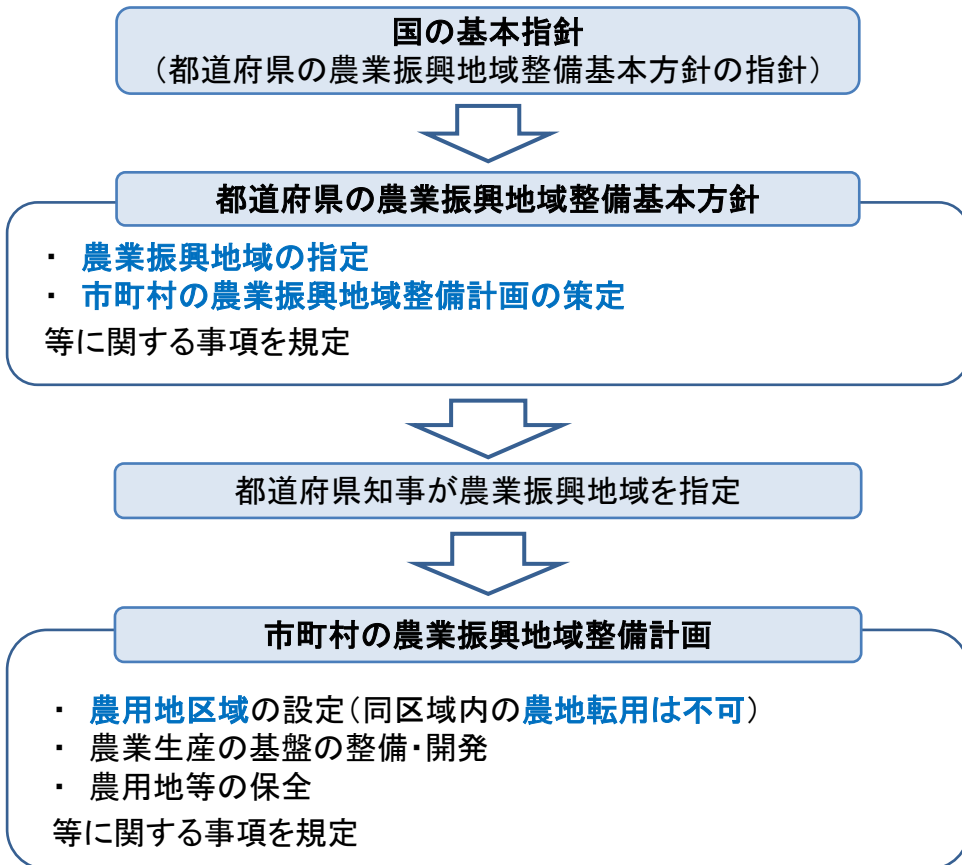 国の基本指針
（都道府県の農業振興地域整備基本方針の指針）
都道府県の農業振興地域整備基本方針
・ 農業振興地域の指定
・ 市町村の農業振興地域整備計画の策定
等に関する事項を規定
都道府県知事が農業振興地域を指定
市町村の農業振興地域整備計画
・ 農用地区域の設定（同区域内の農地転用は不可）
・ 農業生産の基盤の整備・開発
・ 農用地等の保全
等に関する事項を規定